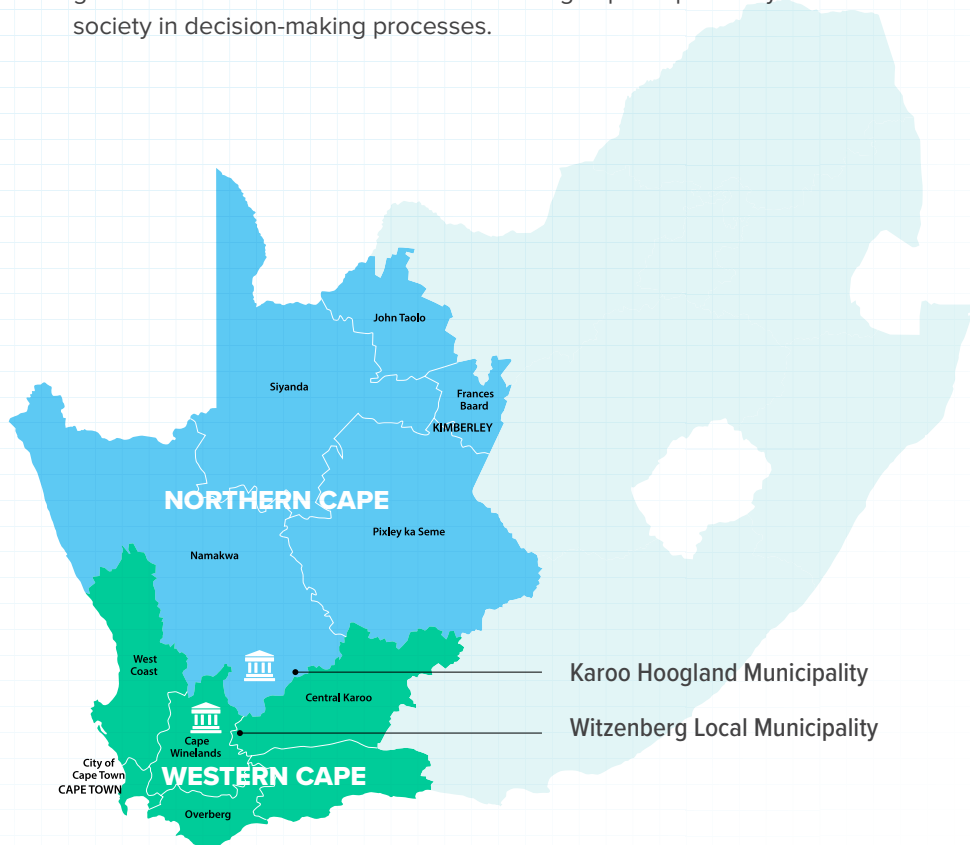 society in decision-making processes.
John Taolo
Siyanda
Frances
Baard
KIMBERLEY
NORTHERN CAPE
Pixley ka Seme
Namakwa
West
Coast
Karoo Hoogland Municipality
Central Karoo
Witzenberg Local Municipality
Cape
Winelands
City of
Cape Town
CAPE TOWN
WESTERN CAPE
Overberg